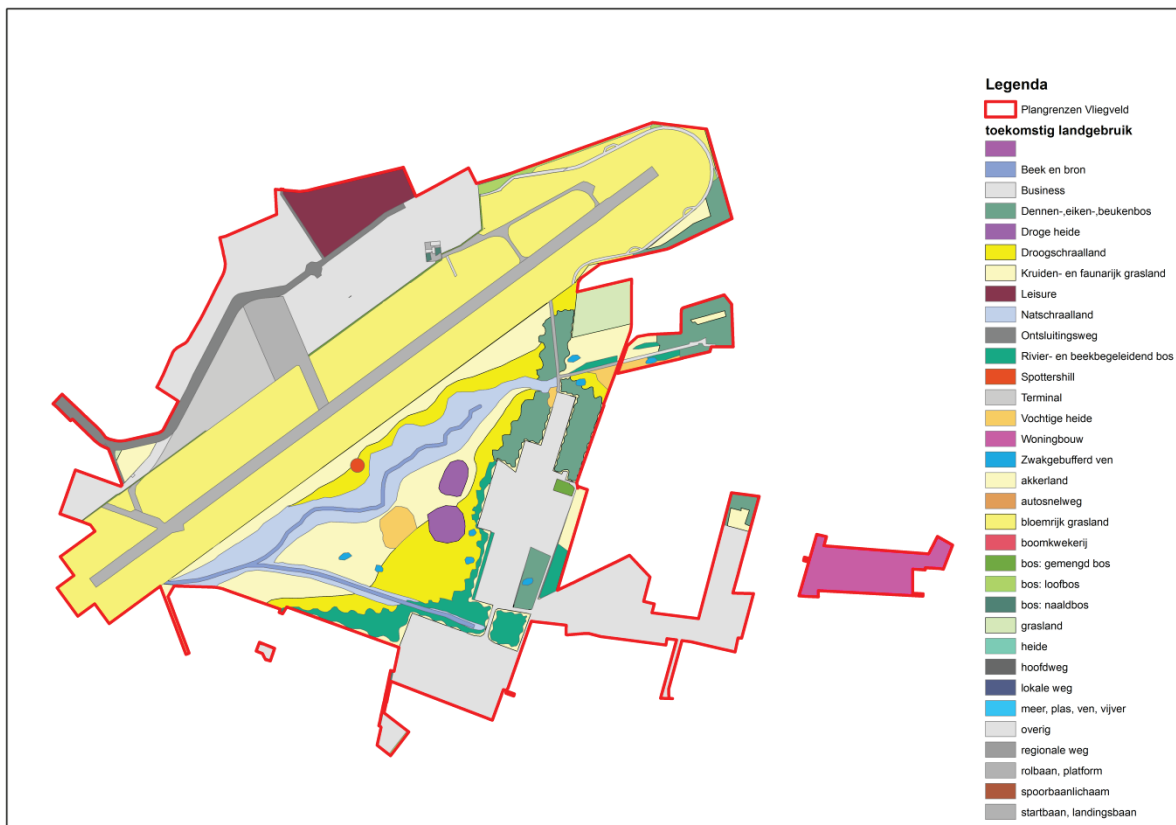 Legenda
Plangrenzen Vliegveld
toekomstig landgebruik
Beek en bron
Business
Dennen-,eiken-,beukenbos
Droge heide
Droogschraalland
Kruiden- en faunarijk grasland
Leisure
Natschraalland
Ontsluitingsweg
Rivier- en beekbegeleidend bos
Spottershill
Terminal
Vochtige heide
Woningbouw
Zwakgebufferd ven
akkerland
autosnelweg
bloemrijk grasland
boomkwekerij
bos: gemengd bos
bos: loofbos
bos: naaldbos
grasland
heide
hoofdweg
lokale weg
meer, plas, ven, vijver
overig
regionale weg
rolbaan, platform
spoorbaanlichaam
startbaan, landingsbaan